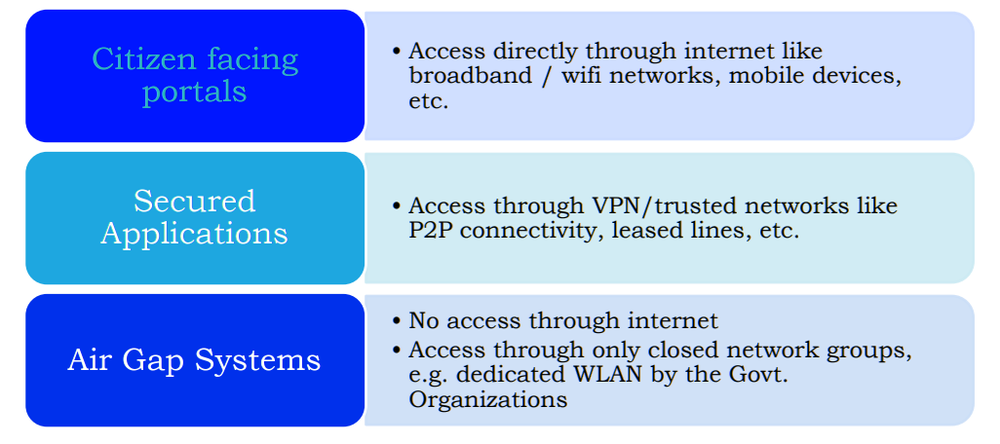 Citizen facing
portals
• Access directly through internet like
broadband / wifi networks, mobile devices,
etc.
Secured
Applications
• Access through VPN/trusted networks like
P2P connectivity, leased lines, etc.
Air Gap Systems
• No access through internet
• Access through only closed network groups,
e.g. dedicated WLAN by the Govt.
Organizations